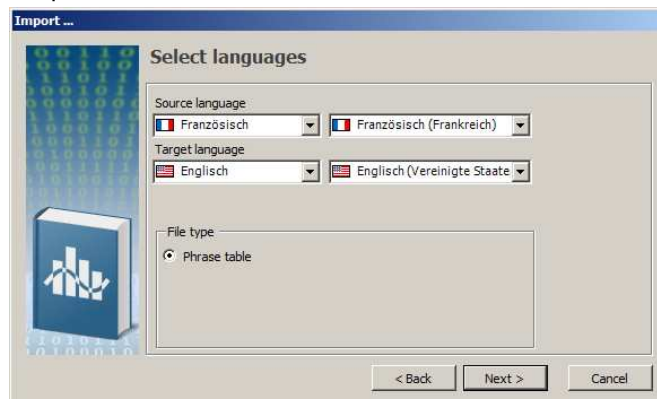 Import ...
Select languages
Source language
Französisch Französisch (Frankreich)
Target language
Englisch Englisch (Vereinigte Staate
File type
Phrase table
< Back Next > Cancel